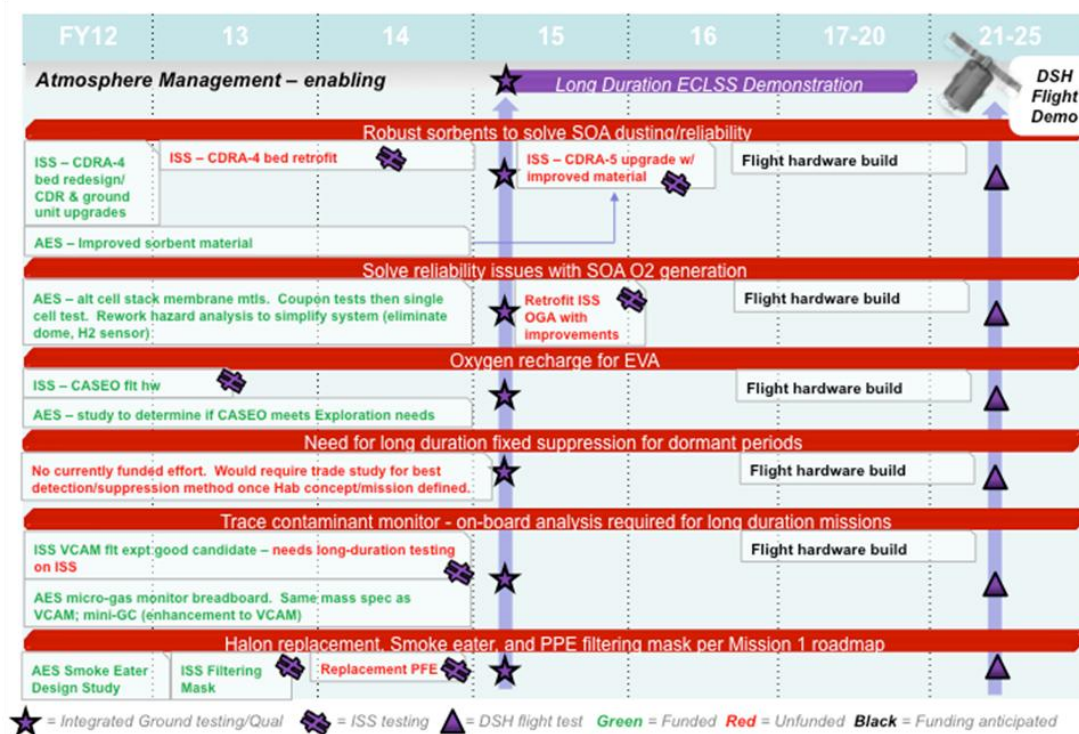 FY12 13 14 15 16 17-20 21-25
Atmosphere Management – enabling
Long Duration ECLSS Demonstration
DSH
Flight
Demo
Robust sorbents to solve SOA dusting/reliability
ISS – CDRA-4
bed redesign/
CDR & ground
unit upgrades
ISS – CDRA-4 bed retrofit
ISS – CDRA-5 upgrade w/
improved material
Flight hardware build
AES – Improved sorbent material
Solve reliability issues with SOA O2 generation
AES – alt cell stack membrane mtls. Coupon tests then single
cell test. Rework hazard analysis to simplify system (eliminate
dome, H2 sensor)
Retrofit ISS
OGA with
improvements
Flight hardware build
Oxygen recharge for EVA
ISS – CASEO flt hw
AES – study to determine if CASEO meets Exploration needs
Flight hardware build
Need for long duration fixed suppression for dormant periods
No currently funded effort. Would require trade study for best
detection/suppression method once Hab concept/mission defined.
Flight hardware build
Trace contaminant monitor - on-board analysis required for long duration missions
ISS VCAM flt expt good candidate – needs long-duration testing
on ISS
AES micro-gas monitor breadboard. Same mass spec as
VCAM; mini-GC (enhancement to VCAM)
Flight hardware build
Halon replacement, Smoke eater, and PPE filtering mask per Mission 1 roadmap
AES Smoke Eater
Design Study
ISS Filtering
Mask
Replacement PFE
= Integrated Ground testing/Qual = ISS testing = DSH flight test Green = Funded Red = Unfunded Black = Funding anticipated